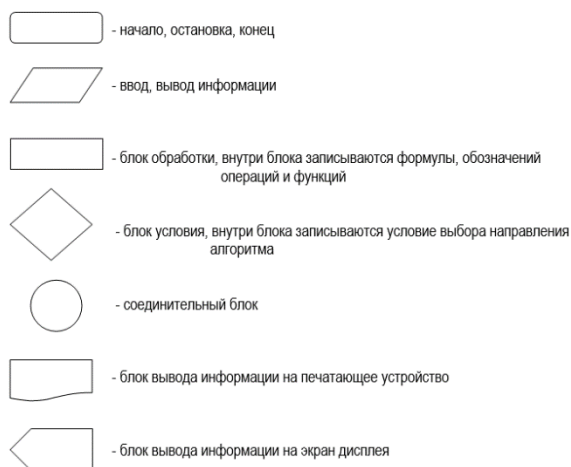 - начало, остановка, конец
- ввод, вывод информации
- блок обработки, внутри блока записываются формулы, обозначений
операций и функций
- блок условия, внутри блока записываются условие выбора направления
алгоритма
- соединительный блок
- блок вывода информации на печатающее устройство
- блок вывода информации на экран дисплея